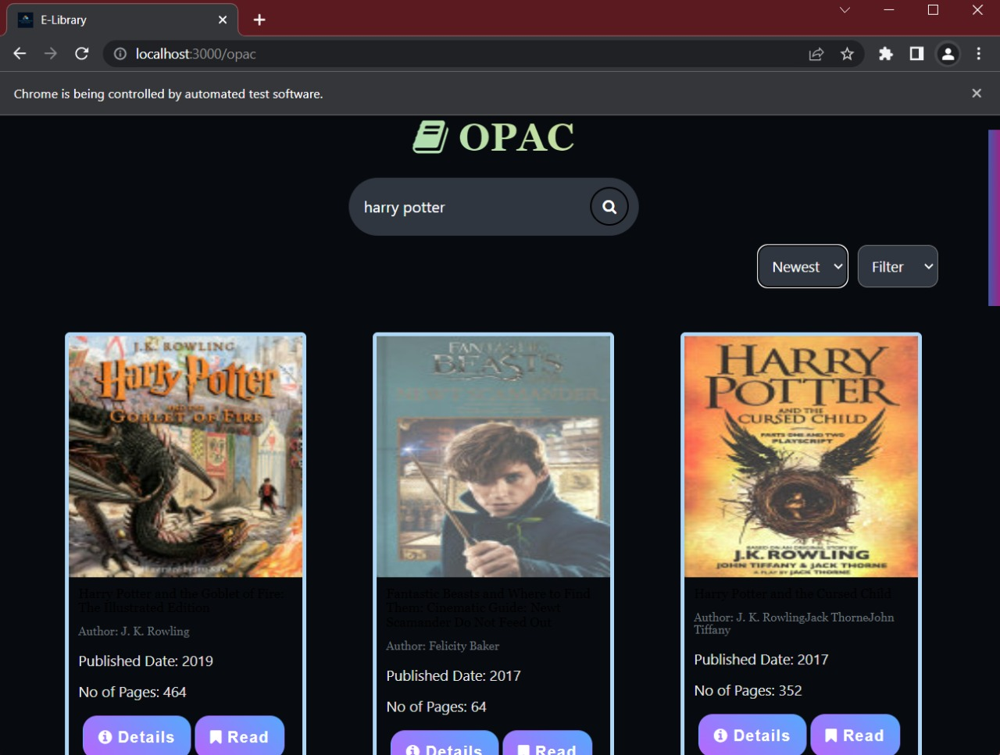 E-Library
localhost:3000/opac
Chrome is being controlled by automated test software.
OPAC
harry potter
Newest
Filter
J.K. ROWLING
Harry Potter
AND THE
GOBLET OF FIRE
FANTASTIC
BEASTS
NEWT SCAMANDER
HARRY
POTTER
AND THE
CURSED CHILD
PARTS ONE AND TWO
PLAYSCRIPT
BASED ON AN ORIGINAL STORY BY
J.K. ROWLING
JOHN TIFFANY & JACK THORNE
A PLAY BY JACK THORNE
Harry Potter and the Goblet of Fire:
The Illustrated Edition
Author: J. K. Rowling
Published Date: 2019
No of Pages: 464
Details
Read
Fantastic Beasts and Where to Find
Them: Cinematic Guide: Newt
Scamander Do Not Feed Out
Author: Felicity Baker
Published Date: 2017
No of Pages: 64
Details
Read
Harry Potter and the Cursed Child
Author: J. K. RowlingJack ThorneJohn
Tiffany
Published Date: 2017
No of Pages: 352
Details
Read